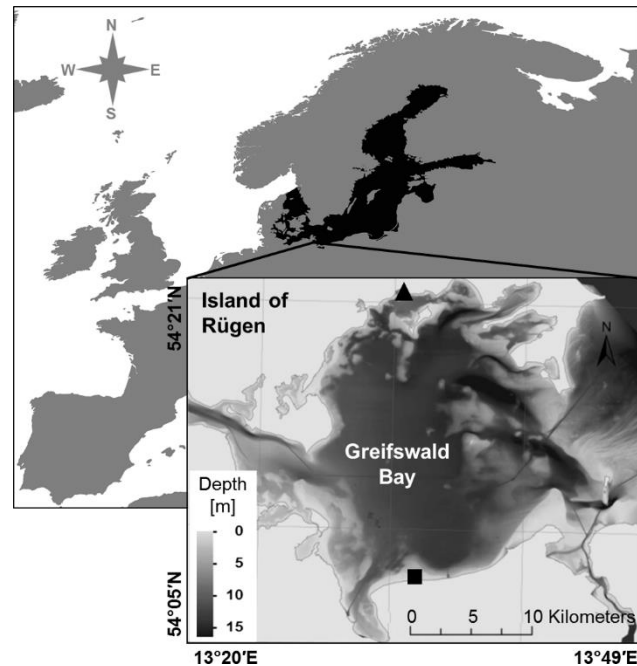 N
W E
S
Island of
Rügen
54°21'N
N
Greifswald
Bay
Depth
[m]
0
5
10
15
54°05'N
0 5 10 Kilometers
13°20'E 13°49'E